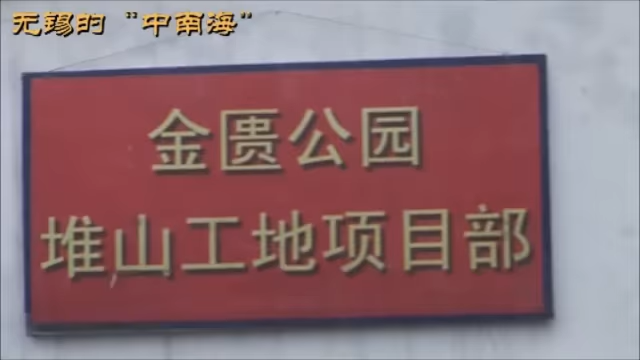 无锡的“中南海”
金匮公园
堆山工地项目部